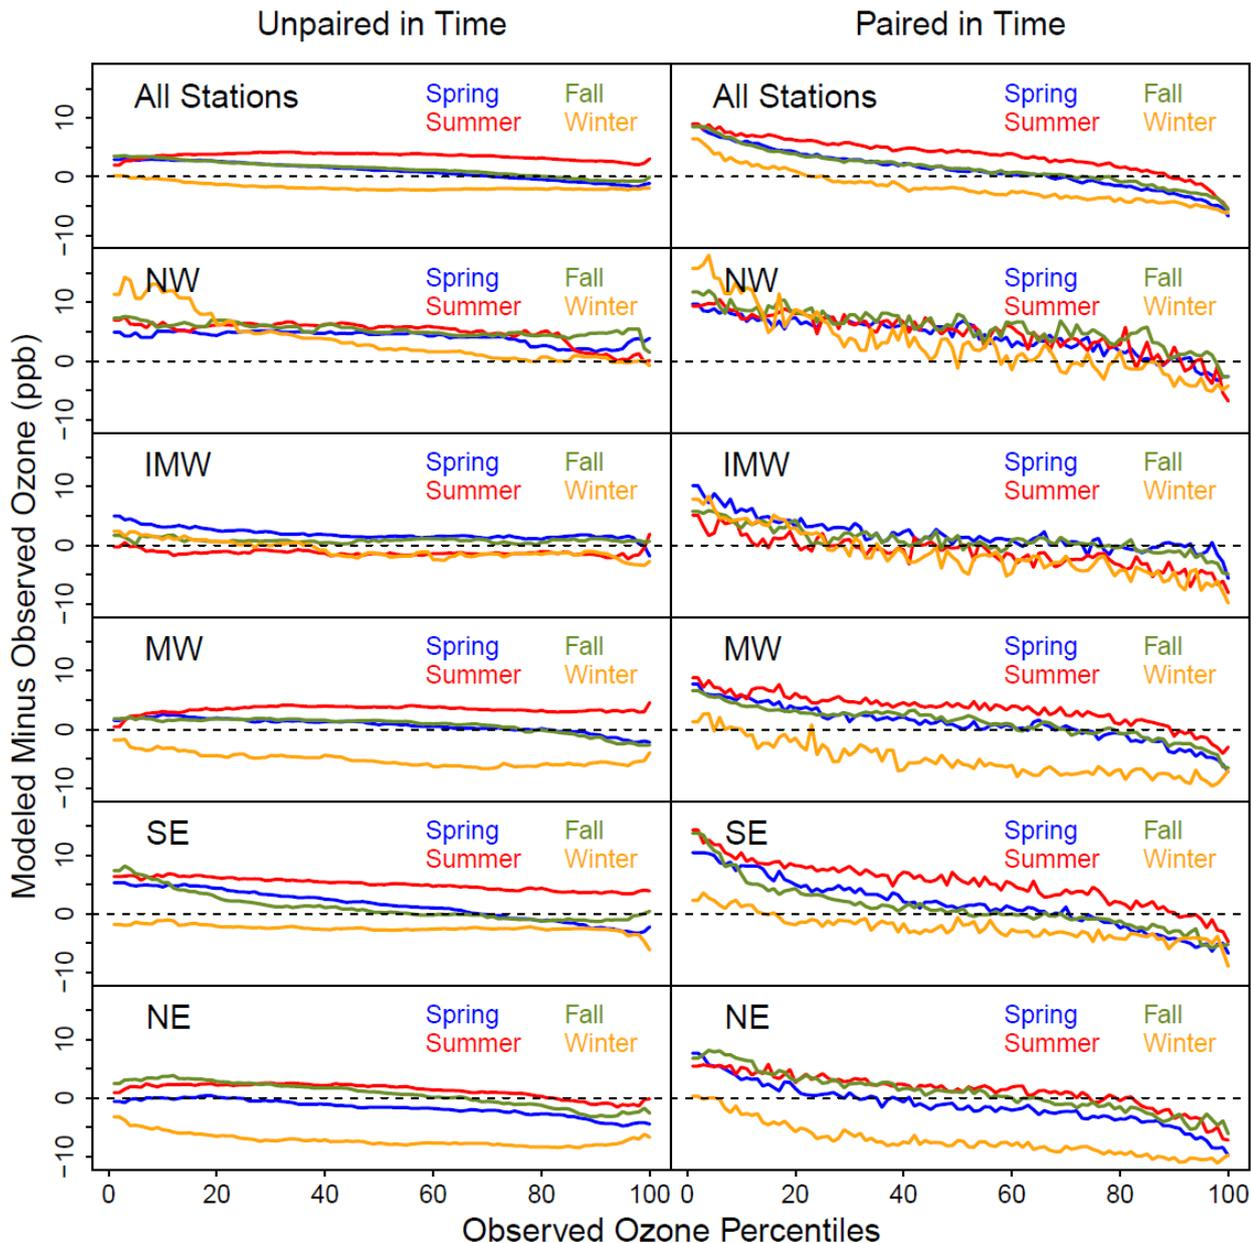 Unpaired in Time Paired in Time
All Stations Spring Fall All Stations Spring Fall
Summer Winter Summer Winter
10
0
−10
NW Spring Fall NW Spring Fall
Summer Winter Summer Winter
10
0
−10
IMW Spring Fall IMW Spring Fall
Summer Winter Summer Winter
10
0
−10
MW Spring Fall MW Spring Fall
Summer Winter Summer Winter
10
0
−10
SE Spring Fall SE Spring Fall
Summer Winter Summer Winter
10
0
−10
NE Spring Fall NE Spring Fall
Summer Winter Summer Winter
10
0
−10
Modeled Minus Observed Ozone (ppb)
0 20 40 60 80 100 0 20 40 60 80 100
Observed Ozone Percentiles